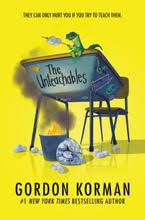 THEY CAN ONLY HURT YOU IF YOU TRY TO TEACH THEM.
The
Unteachables
GORDON KORMAN
#1 NEW YORK TIMES BESTSELLING AUTHOR